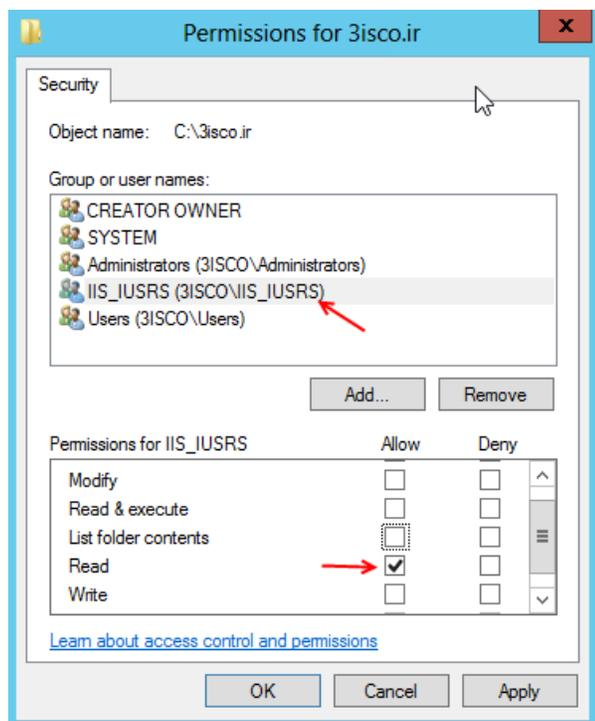 Permissions for 3isco.ir
x
Security
Object name: C:\3isco.ir
Group or user names:
CREATOR OWNER
SYSTEM
Administrators (3ISCO\Administrators)
IIS_IUSRS (3ISCO\IIS_IUSRS)
Users (3ISCO\Users)
Add... Remove
Permissions for IIS_IUSRS Allow Deny
Modify
Read & execute
List folder contents
Read
Write
Learn about access control and permissions
OK Cancel Apply